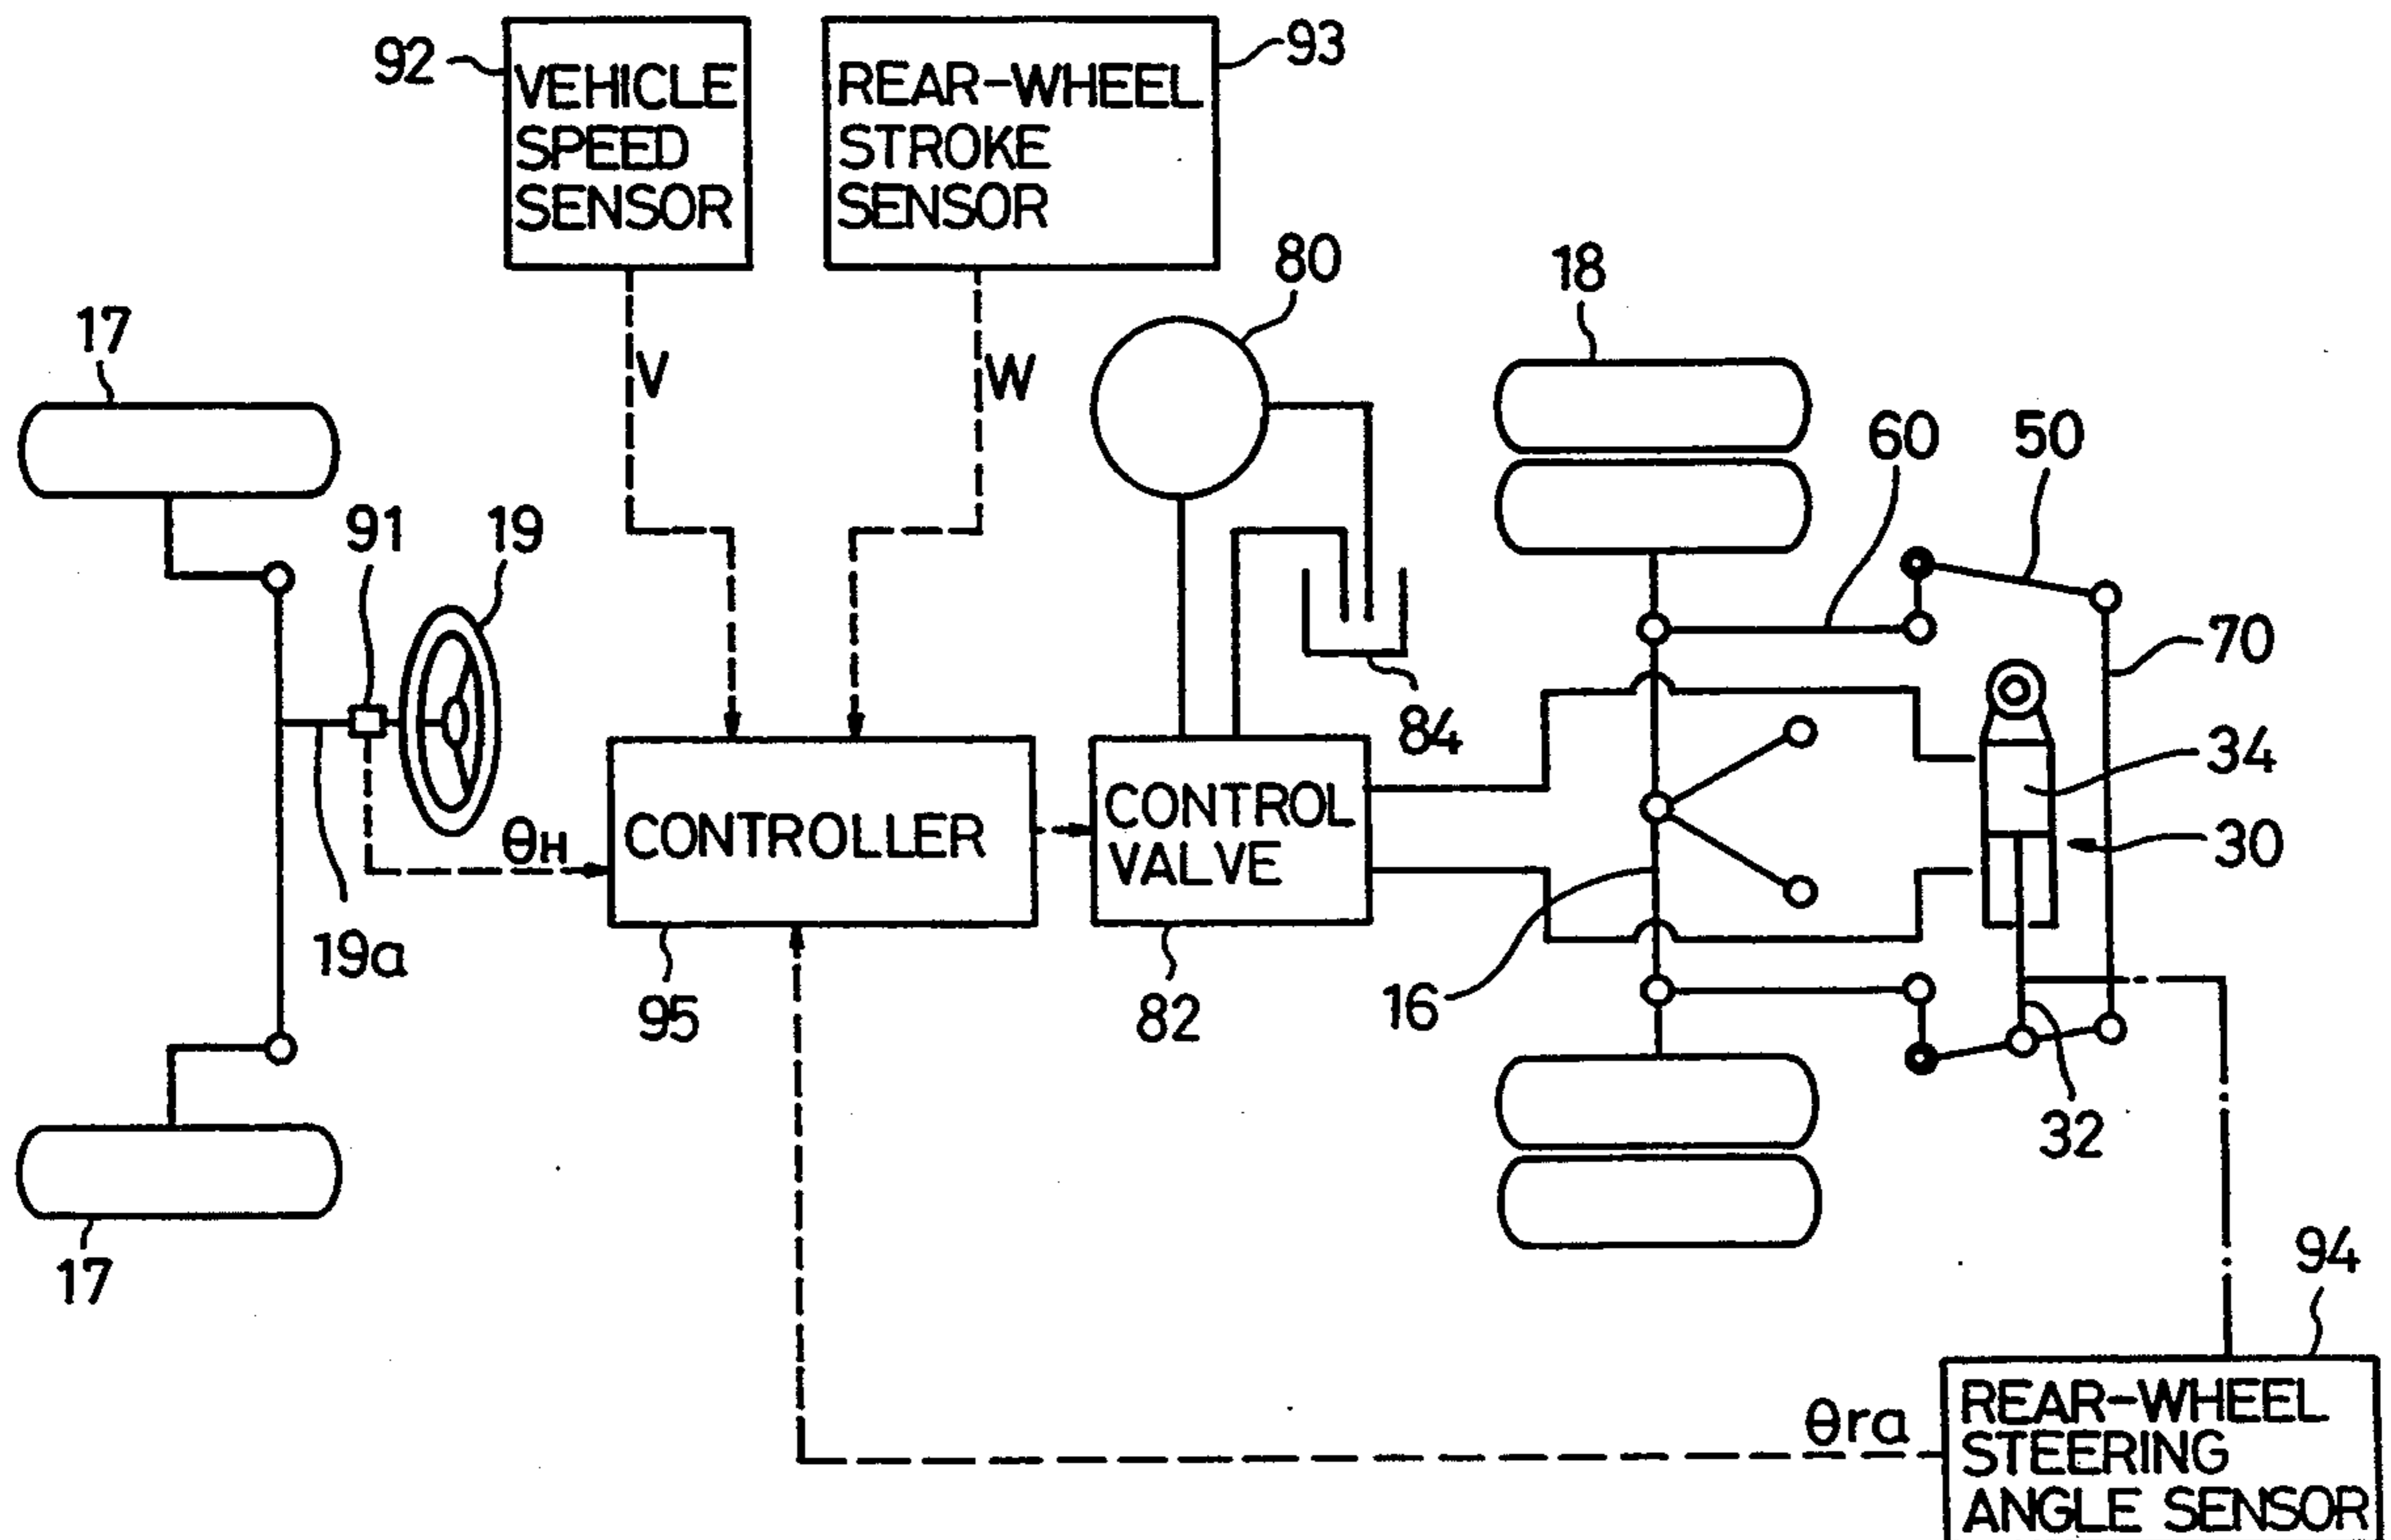 92
VEHICLE
SPEED
SENSOR
REAR-WHEEL
STROKE
SENSOR
93
80
18
17
V
W
60
50
91
19
70
84
34
CONTROL
VALVE
CONTROLLER
θH
30
19a
95
82
16
32
17
94
θra
REAR-WHEEL
STEERING
ANGLE SENSOR